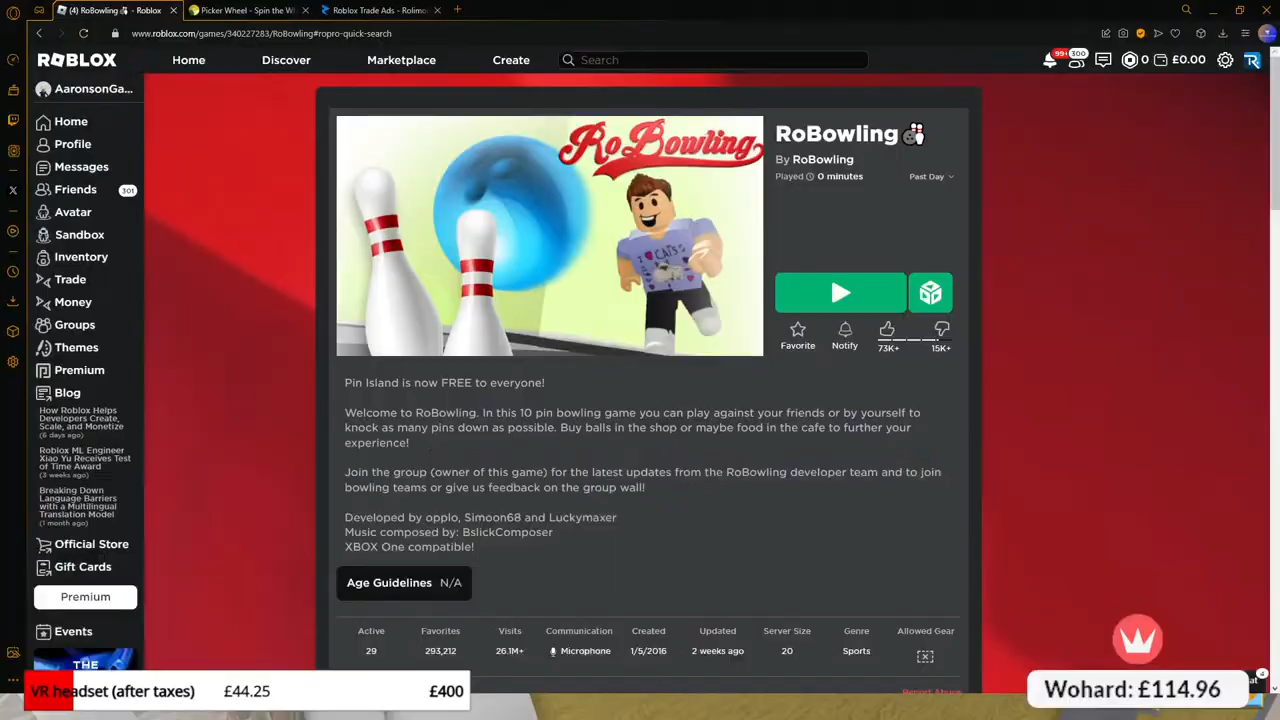 (4) RoBowling🎳 - Roblox
Picker Wheel - Spin the W
Roblox Trade Ads - Rolimo
www.roblox.com/games/340227283/RoBowling#ropro-quick-search
ROBLOX
Home
Discover
Marketplace
Create
Search
99+
300
0
£0.00
AaronsonGa...
Home
Profile
Messages
Friends
301
Avatar
Sandbox
Inventory
Trade
Money
Groups
Themes
Premium
Blog
How Roblox Helps
Developers Create,
Scale, and Monetize
(6 days ago)
Roblox ML Engineer
Xiao Yu Receives Test
of Time Award
(3 weeks ago)
Breaking Down
Language Barriers
with a Multilingual
Translation Model
(1 month ago)
Official Store
Gift Cards
Premium
Events
THE
RoBowling
I ♥ CATS
RoBowling🎳
By RoBowling
Played 0 minutes
Past Day
Favorite
Notify
73K+
15K+
Pin Island is now FREE to everyone!
Welcome to RoBowling. In this 10 pin bowling game you can play against your friends or by yourself to
knock as many pins down as possible. Buy balls in the shop or maybe food in the cafe to further your
experience!
Join the group (owner of this game) for the latest updates from the RoBowling developer team and to join
bowling teams or give us feedback on the group wall!
Developed by opplo, Simoon68 and Luckymaxer
Music composed by: BslickComposer
XBOX One compatible!
Age Guidelines N/A
Active
Favorites
Visits
Communication
Created
Updated
Server Size
Genre
Allowed Gear
29
293,212
26.1M+
Microphone
1/5/2016
2 weeks ago
20
Sports
Report Abuse
at
4
VR headset (after taxes)
£44.25
£400
Wohard: £114.96